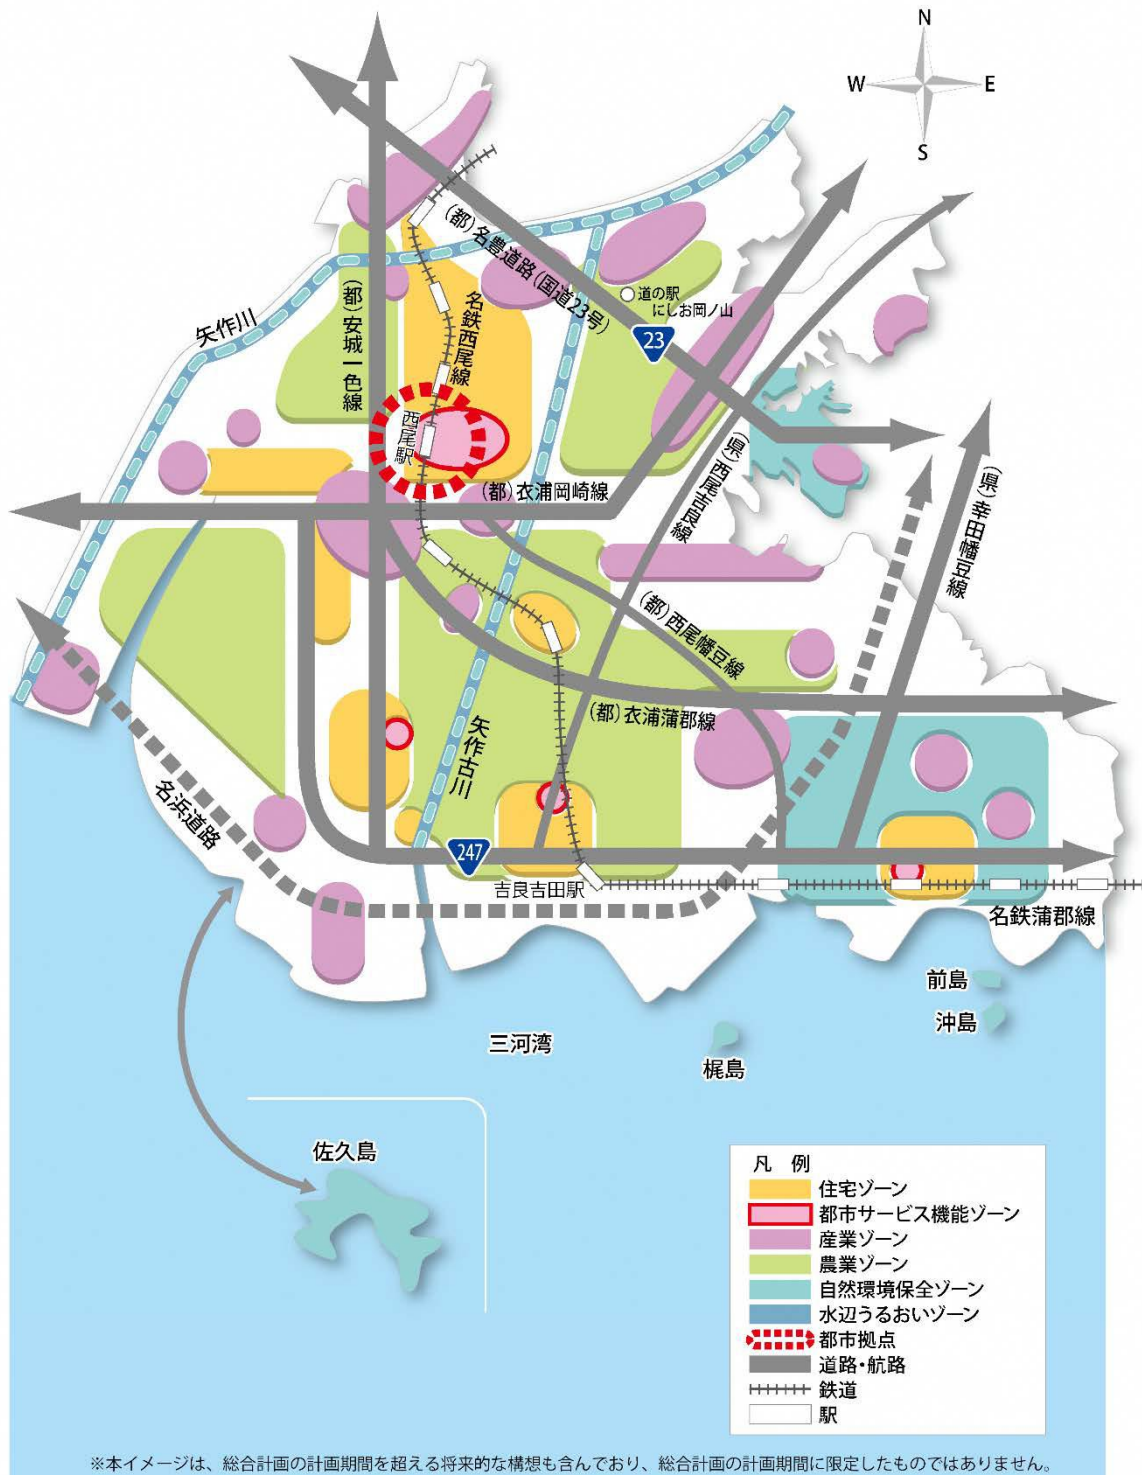 N
W
E
S
(都)名豊道路(国道23号)
道の駅
にしお岡ノ山
23
矢作川
(都)安城一色線
名鉄西尾線
西尾駅
(都)衣浦岡崎線
(県)西尾吉良線
(県)幸田幡豆線
(都)西尾幡豆線
(都)衣浦蒲郡線
矢作古川
名浜道路
247
吉良吉田駅
名鉄蒲郡線
前島
沖島
三河湾
梶島
佐久島
凡 例
住宅ゾーン
都市サービス機能ゾーン
産業ゾーン
農業ゾーン
自然環境保全ゾーン
水辺うるおいゾーン
都市拠点
道路・航路
鉄道
駅
※本イメージは、総合計画の計画期間を超える将来的な構想も含んでおり、総合計画の計画期間に限定したものではありません。